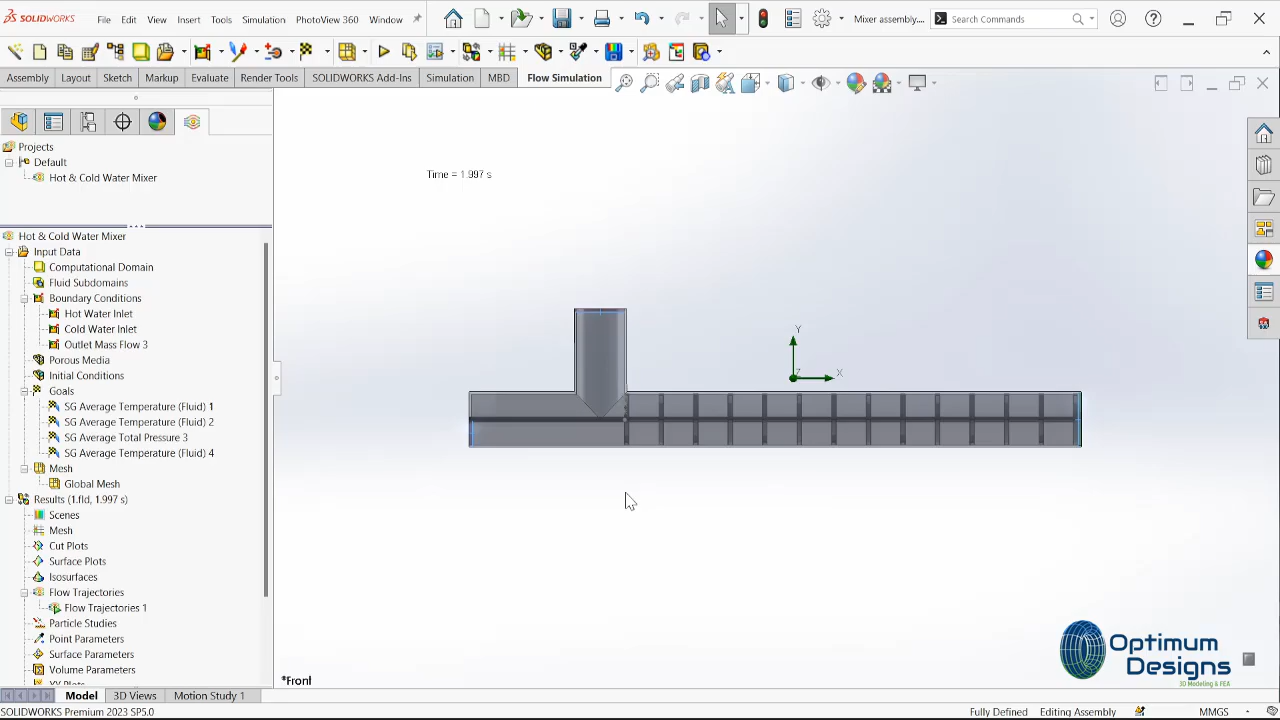 SOLIDWORKS File Edit View Insert Tools Simulation PhotoView 360 Window Mixer assembly.... Search Commands
Assembly Layout Sketch Markup Evaluate Render Tools SOLIDWORKS Add-Ins Simulation MBD Flow Simulation
Projects
Default
Hot & Cold Water Mixer
Hot & Cold Water Mixer
Input Data
Computational Domain
Fluid Subdomains
Boundary Conditions
Hot Water Inlet
Cold Water Inlet
Outlet Mass Flow 3
Porous Media
Initial Conditions
Goals
SG Average Temperature (Fluid) 1
SG Average Temperature (Fluid) 2
SG Average Total Pressure 3
SG Average Temperature (Fluid) 4
Mesh
Global Mesh
Results (1.fld, 1.997 s)
Scenes
Mesh
Cut Plots
Surface Plots
Isosurfaces
Flow Trajectories
Flow Trajectories 1
Particle Studies
Point Parameters
Surface Parameters
Volume Parameters
XY Plots
Time = 1.997 s
Y
Z X
*Front
Optimum
Designs
3D Modeling & FEA
Model 3D Views Motion Study 1
SOLIDWORKS Premium 2023 SP5.0 Fully Defined Editing Assembly MMGS